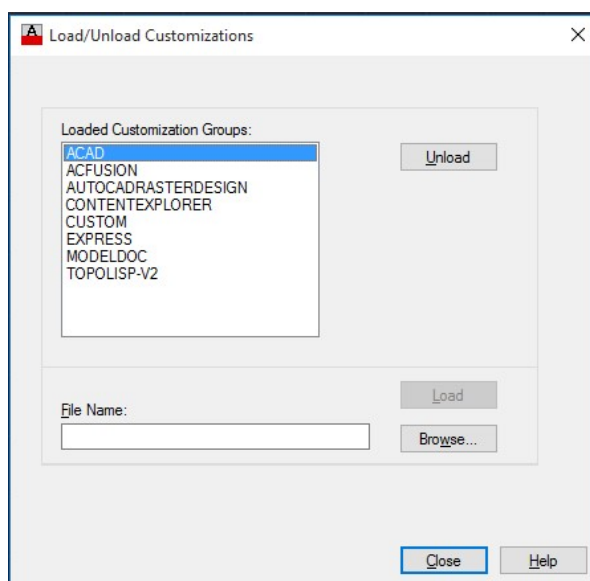 Load/Unload Customizations
Loaded Customization Groups:
ACAD
Unload
ACFUSION
AUTOCADRASTERDESIGN
CONTENTEXPLORER
CUSTOM
EXPRESS
MODELDOC
TOPOLISP-V2
Load
File Name:
Browse...
Close Help